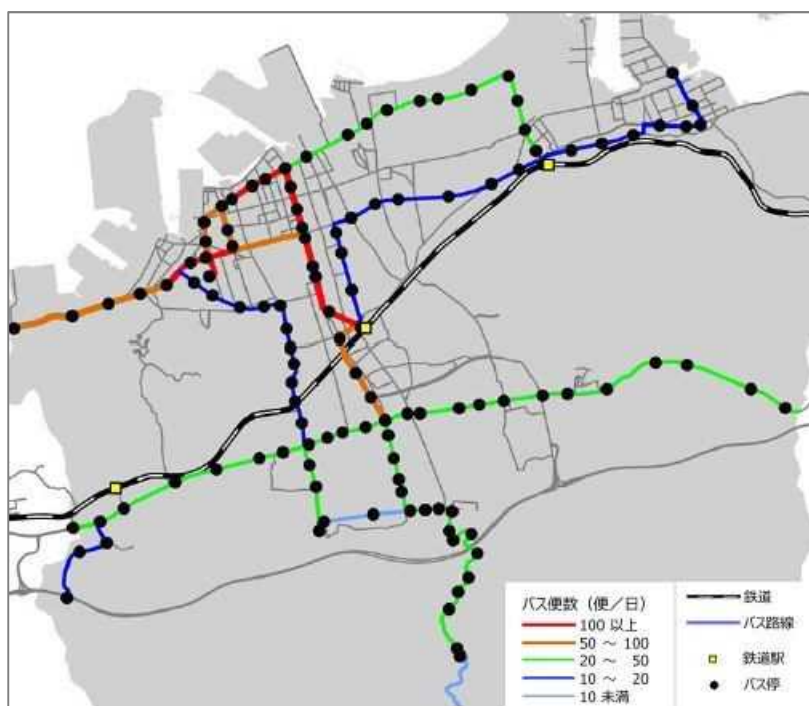 バス便数（便／日）
100 以上
50 ～ 100
20 ～ 50
10 ～ 20
10 未満
鉄道
バス路線
鉄道駅
バス停